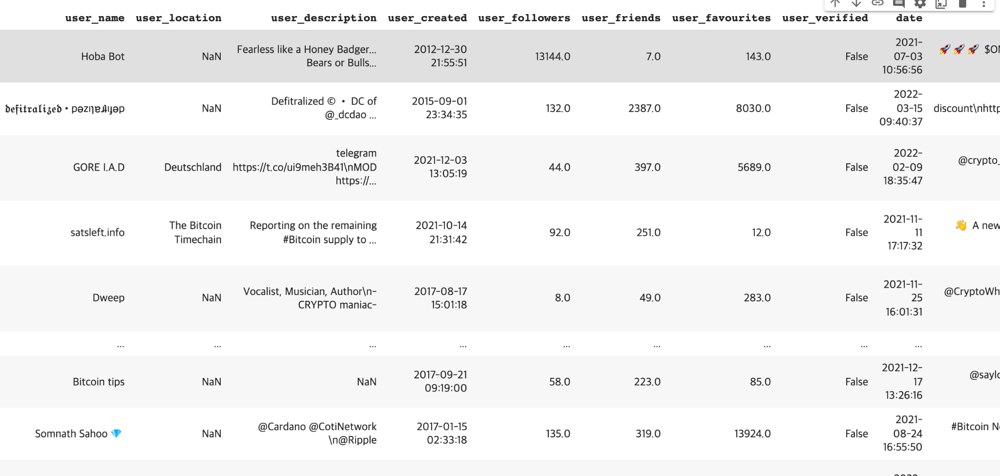 user_name user_location user_description user_created user_followers user_friends user_favourites user_verified date
Hoba Bot NaN Fearless like a Honey Badger... Bears or Bulls... 2012-12-30 21:55:51 13144.0 7.0 143.0 False 2021-07-03 10:56:56 🚀 🚀 🚀
𝖉𝖊𝖋𝖎𝖙𝖗𝖆𝖑𝖎𝖟𝖊𝖉 • NaN Defitralized © • DC of @_dcdao ... 2015-09-01 23:34:35 132.0 2387.0 8030.0 False 2022-03-15 09:40:37 discount\nhttp
GORE I.A.D Deutschland telegram https://t.co/ui9meh3B41\nMOD https://... 2021-12-03 13:05:19 44.0 397.0 5689.0 False 2022-02-09 18:35:47 @crypto_
satsleft.info The Bitcoin Timechain Reporting on the remaining #Bitcoin supply to ... 2021-10-14 21:31:42 92.0 251.0 12.0 False 2021-11-11 17:17:32 👋 A new
Dweep NaN Vocalist, Musician, Author\n-CRYPTO maniac- 2017-08-17 15:01:18 8.0 49.0 283.0 False 2021-11-25 16:01:31 @CryptoWh
... ... ... ... ... ... ... ... ...
Bitcoin tips NaN NaN 2017-09-21 09:19:00 58.0 223.0 85.0 False 2021-12-17 13:26:16 @saylo
Somnath Sahoo 💎 NaN @Cardano @CotiNetwork \n@Ripple 2017-01-15 02:33:18 135.0 319.0 13924.0 False 2021-08-24 16:55:50 #Bitcoin